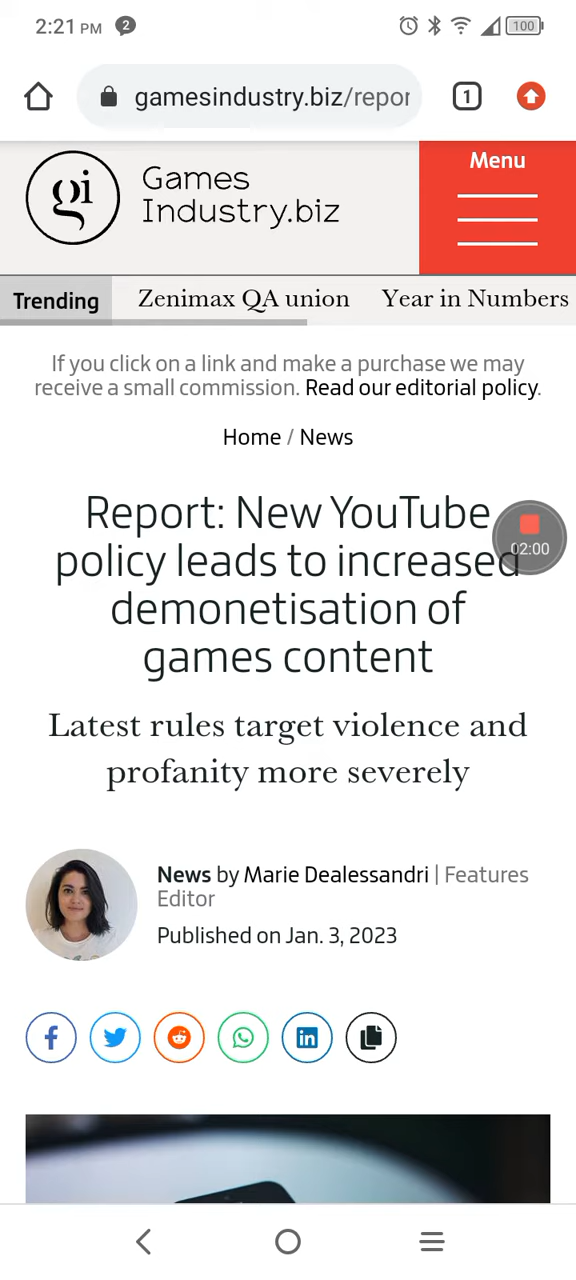 2:21 PM 2 100
gamesindustry.biz/repor 1
gi Games
Industry.biz
Menu
Trending Zenimax QA union Year in Numbers
If you click on a link and make a purchase we may
receive a small commission. Read our editorial policy.
Home / News
Report: New YouTube
policy leads to increased
02:00
demonetisation of
games content
Latest rules target violence and
profanity more severely
News by Marie Dealessandri | Features
Editor
Published on Jan. 3, 2023